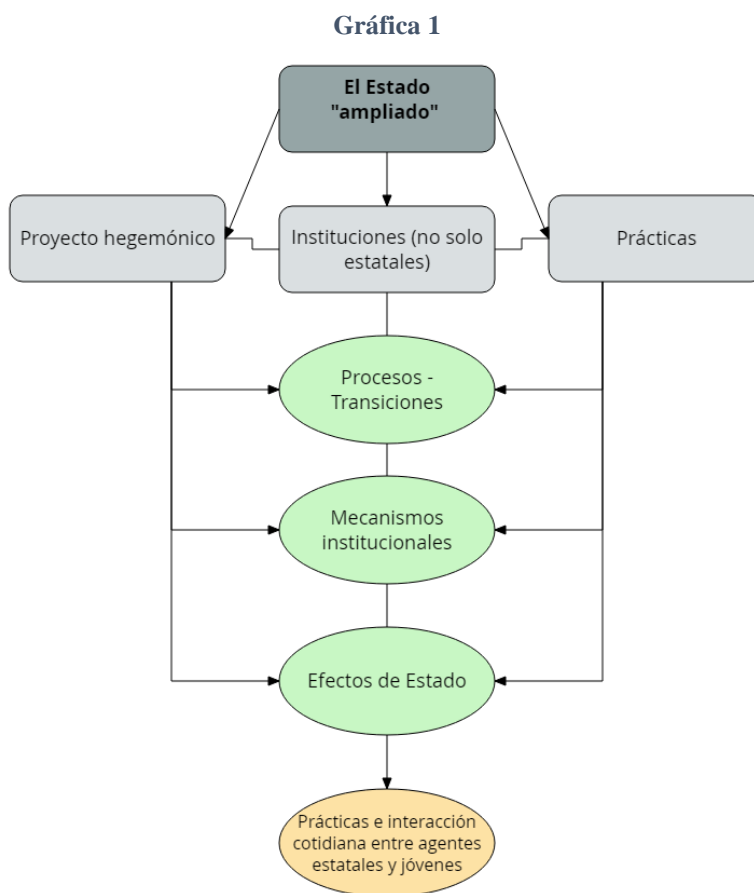 Gráfica 1
El Estado
"ampliado"
Proyecto hegemónico
Instituciones (no solo
estatales)
Prácticas
Procesos -
Transiciones
Mecanismos
institucionales
Efectos de Estado
Prácticas e interacción
cotidiana entre agentes
estatales y jóvenes